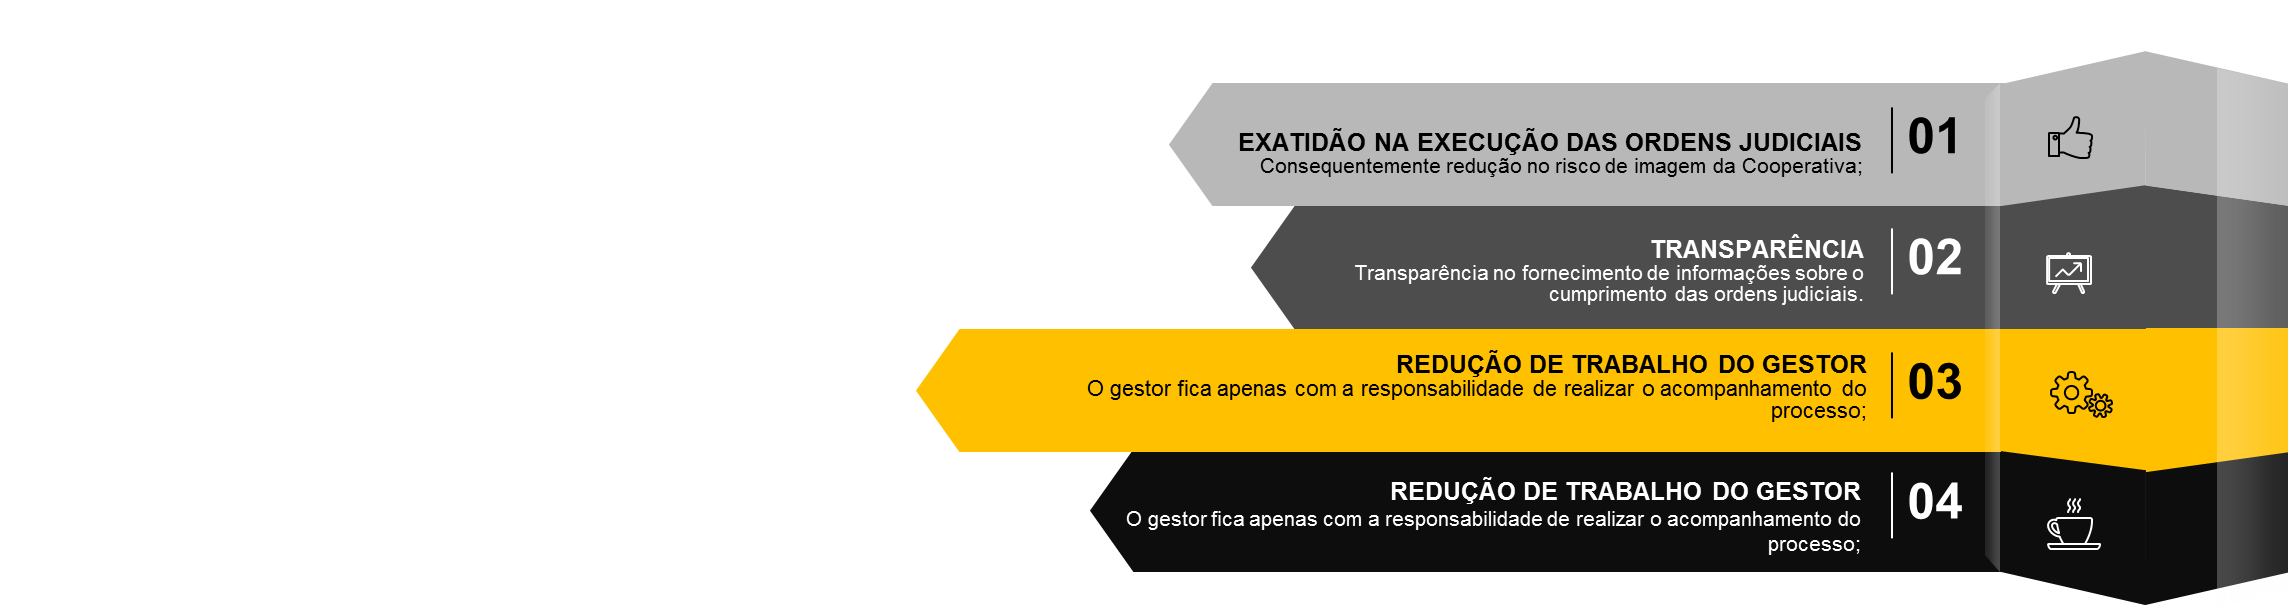 EXATIDÃO NA EXECUÇÃO DAS ORDENS JUDICIAIS
Consequentemente redução no risco de imagem da Cooperativa;
01
TRANSPARÊNCIA
Transparência no fornecimento de informações sobre o
cumprimento das ordens judiciais.
02
REDUÇÃO DE TRABALHO DO GESTOR
O gestor fica apenas com a responsabilidade de realizar o acompanhamento do
processo;
03
REDUÇÃO DE TRABALHO DO GESTOR
O gestor fica apenas com a responsabilidade de realizar o acompanhamento do
processo;
04